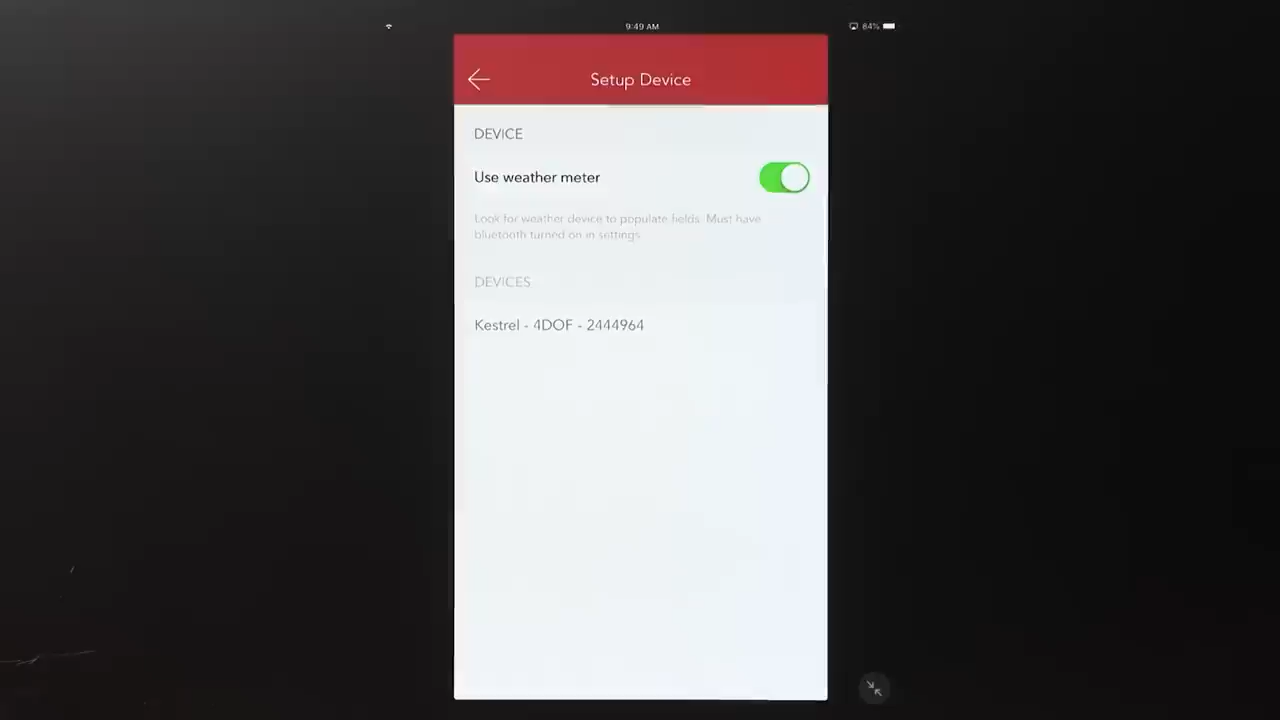 9:49 AM
64%
Setup Device
DEVICE
Use weather meter
Look for weather device to populate fields. Must have
bluetooth turned on in settings.
DEVICES
Kestrel - 4DOF - 2444964